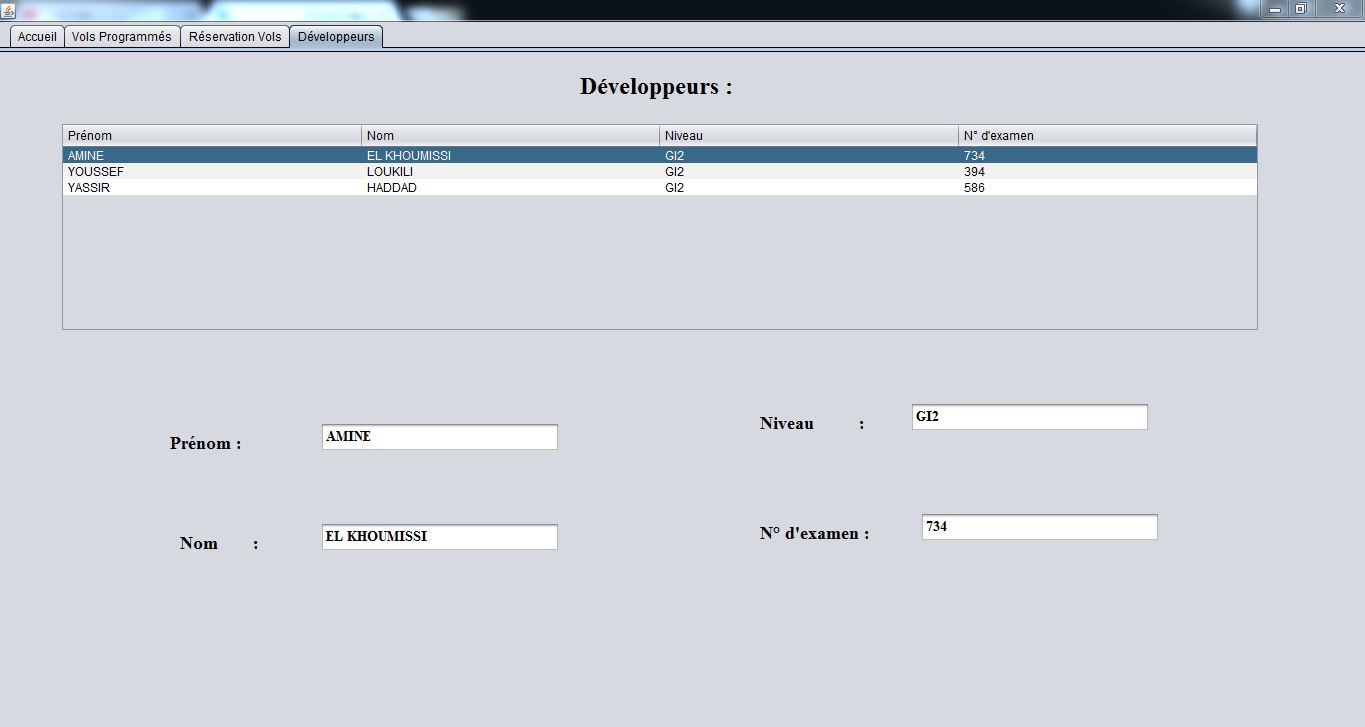 Accueil Vols Programmés Réservation Vols Développeurs
Développeurs :
Prénom Nom Niveau N° d'examen
AMINE EL KHOUMISSI GI2 734
YOUSSEF LOUKILI GI2 394
YASSIR HADDAD GI2 586
Prénom : AMINE
Niveau : GI2
Nom : EL KHOUMISSI
N° d'examen : 734